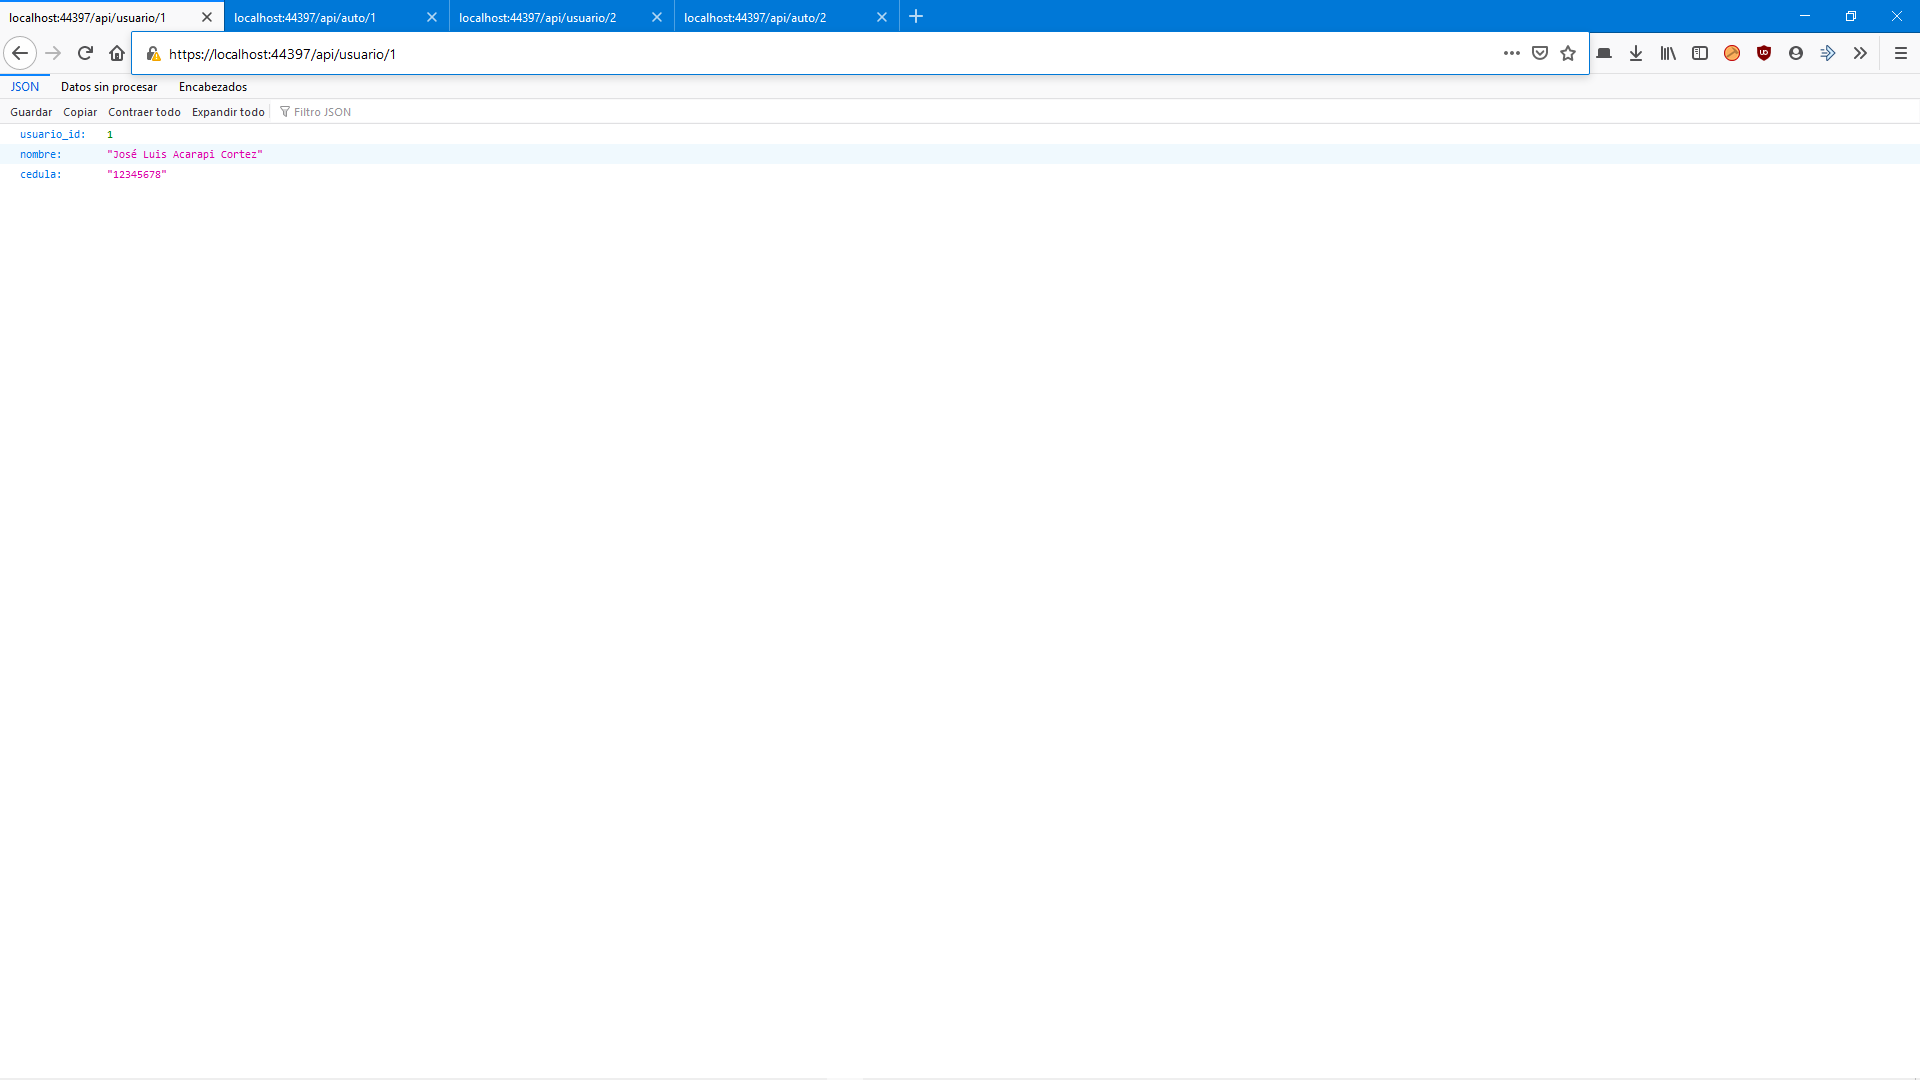 localhost:44397/api/usuario/1 localhost:44397/api/auto/1 localhost:44397/api/usuario/2 localhost:44397/api/auto/2
https://localhost:44397/api/usuario/1
JSON Datos sin procesar Encabezados
Guardar Copiar Contraer todo Expandir todo Filtro JSON
usuario_id: 1
nombre: "José Luis Acarapi Cortez"
cedula: "12345678"